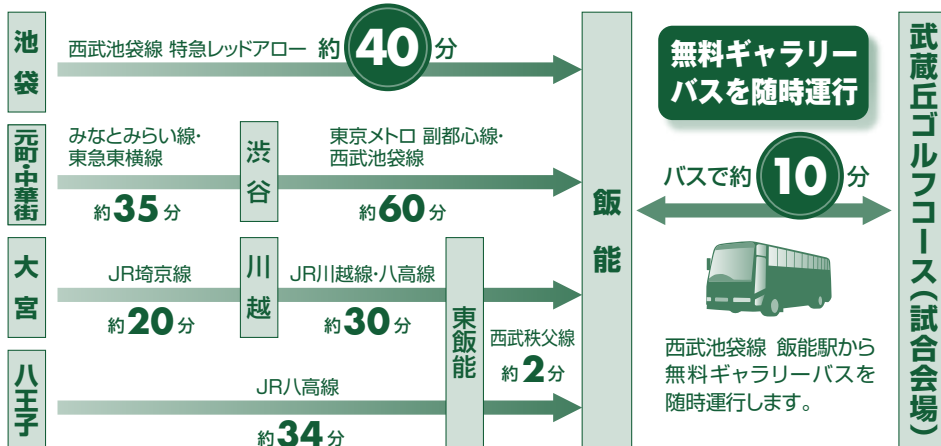 池袋
西武池袋線 特急レッドアロー
約40分
元町・中華街
みなとみらい線・
東急東横線
約35分
渋谷
東京メトロ 副都心線・
西武池袋線
約60分
大宮
JR埼京線
約20分
川越
JR川越線・八高線
約30分
八王子
JR八高線
約34分
東飯能
西武秩父線
約2分
飯能
無料ギャラリー
バスを随時運行
バスで約10分
西武池袋線 飯能駅から
無料ギャラリーバスを
随時運行します。
武蔵丘ゴルフコース(試合会場)